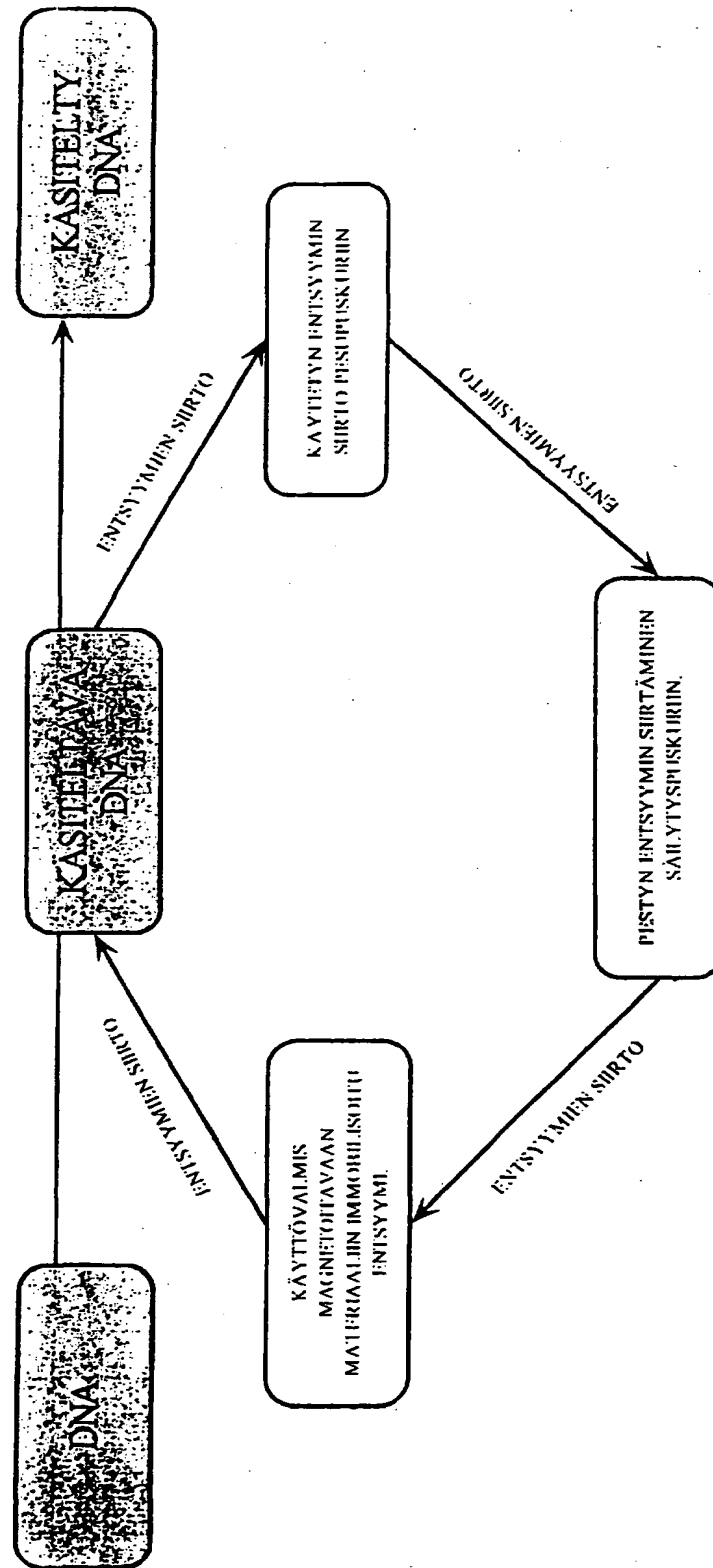 DNA
KÄSITELTÄVÄ
DNA
KÄSITELTY
DNA
ENTSYYMIEN SIIRTO
ENTSYYMIEN SIIRTO
KÄYTTÖVALMIS
MAGNETOITAVAAN
MATERIAALIIN IMMOBILISOITU
ENTSYYMI.
KÄYTETYN ENTSYYMIN
SIIRTO PESUPUSKURIIN
ENTSYYMIEN SIIRTO
ENTSYYMIEN SIIRTO
PESTYN ENTSYYMIN SIIRTÄMINEN
SÄILYTYSPUSKURIIN.